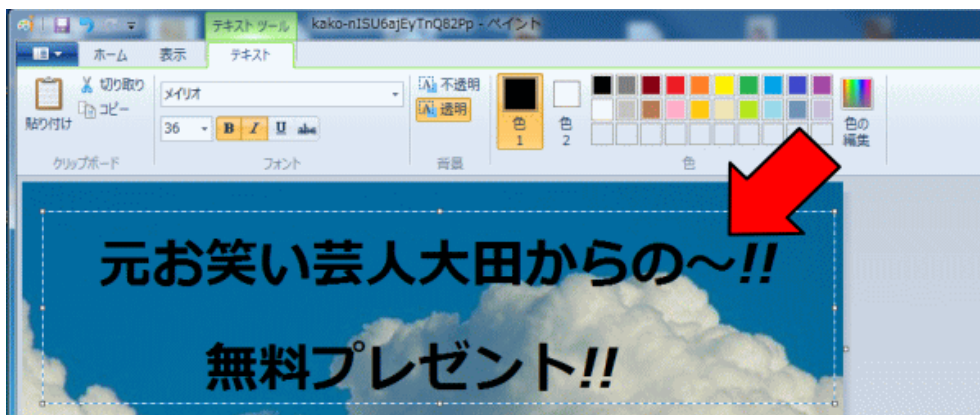 テキスト ツール
kako-nISU6ajEyTnQ82Pp - ペイント
ホーム 表示 テキスト
貼り付け
切り取り
コピー
クリップボード
メイリオ
36 B I U abc
フォント
不透明
透明
背景
色 1
色 2
色の編集
色
元お笑い芸人大田からの～!!
無料プレゼント!!